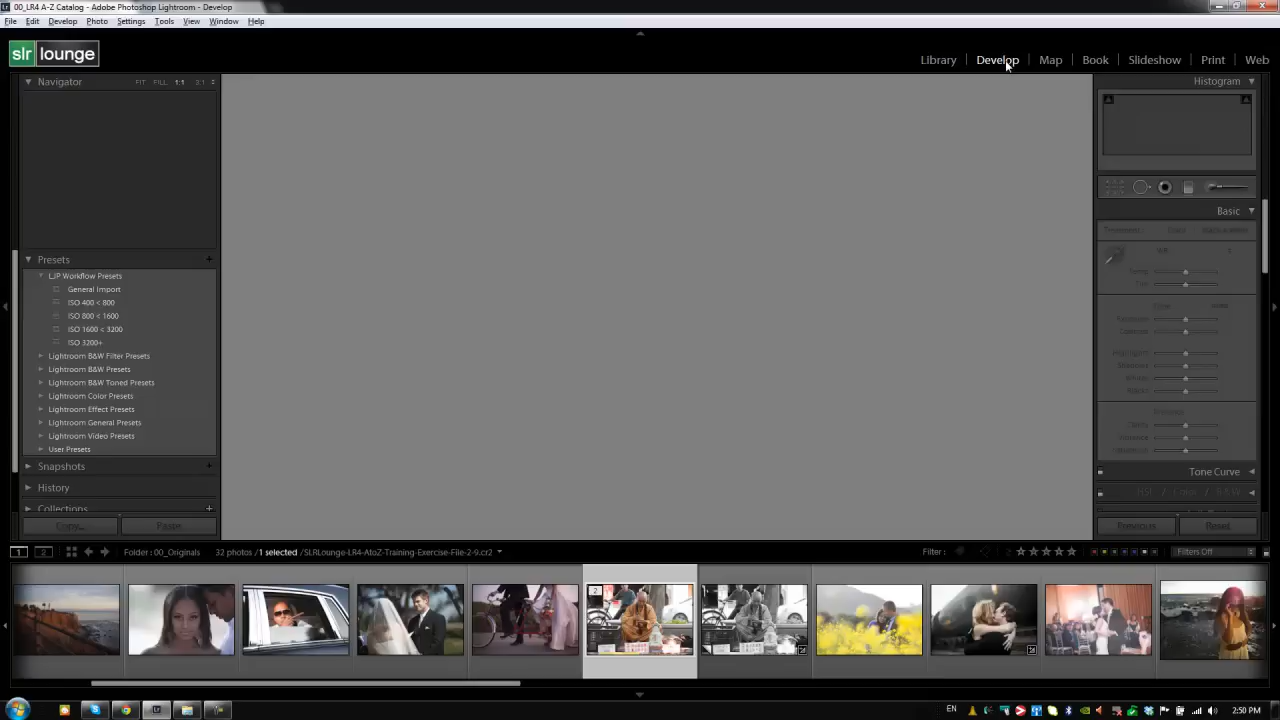 00_LR4 A-Z Catalog - Adobe Photoshop Lightroom - Develop
File Edit Develop Photo Settings Tools View Window Help
slr lounge
Library Develop Map Book Slideshow Print Web
Navigator FIT FILL 1:1 3:1
Histogram
Basic
Presets +
LJP Workflow Presets
General Import
ISO 400 < 800
ISO 800 < 1600
ISO 1600 < 3200
ISO 3200+
Lightroom B&W Filter Presets
Lightroom B&W Presets
Lightroom B&W Toned Presets
Lightroom Color Presets
Lightroom Effect Presets
Lightroom General Presets
Lightroom Video Presets
User Presets
Snapshots +
History
Collections +
Copy... Paste
Tone Curve
HSL / Color / B & W
Previous Reset
1 2 Folder : 00_Originals 32 photos / 1 selected / SLRLounge-LR4-AtoZ-Training-Exercise-File-2-9.cr2 Filter : Filters Off
2
EN 2:50 PM